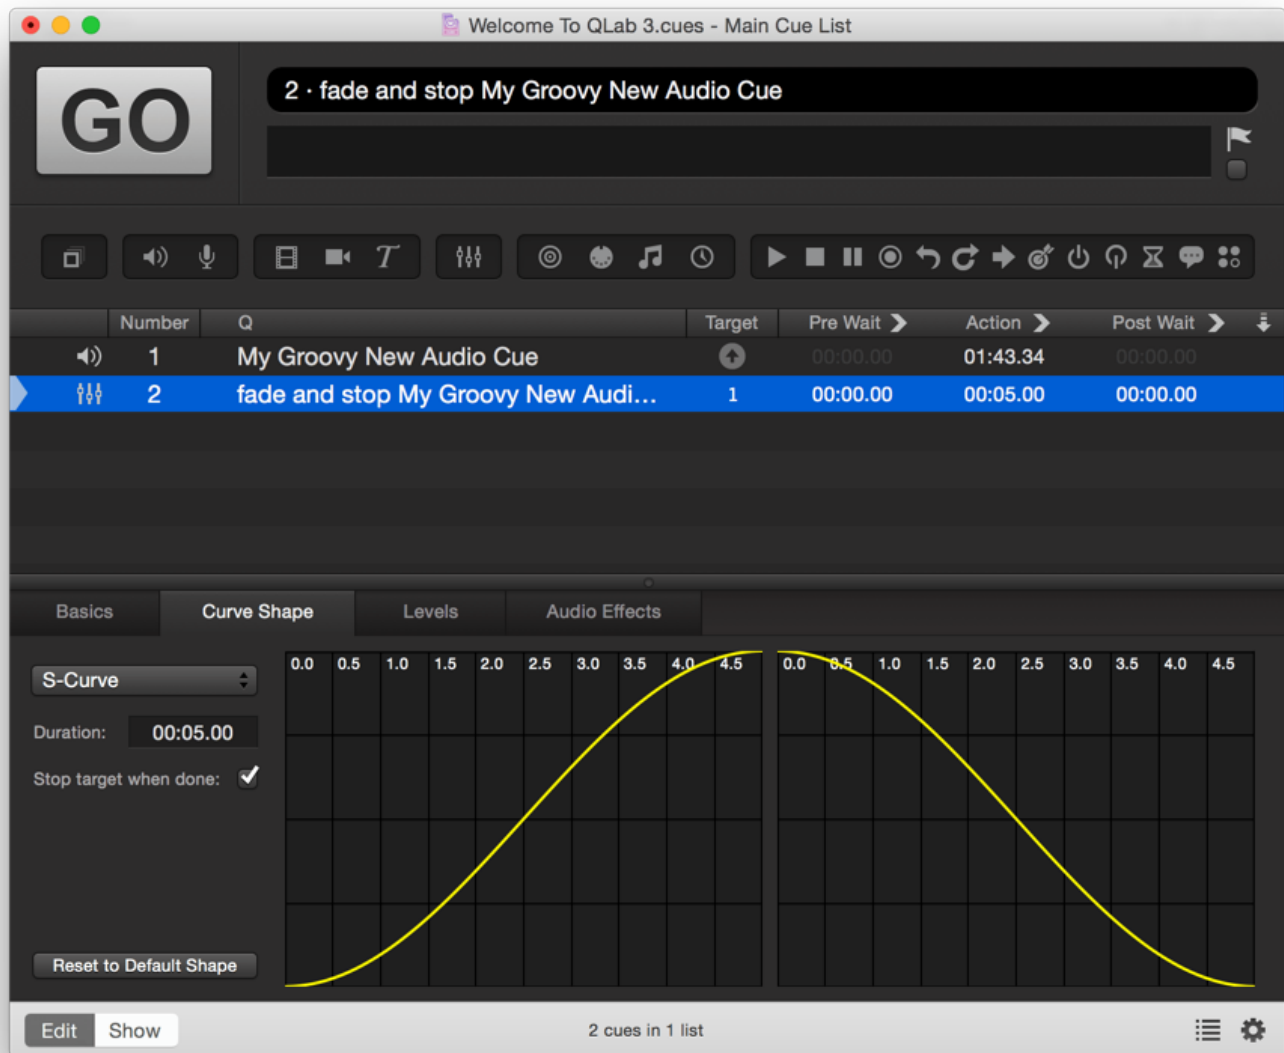 Welcome To QLab 3.cues - Main Cue List
GO
2 · fade and stop My Groovy New Audio Cue
Number Q Target Pre Wait Action Post Wait
1 My Groovy New Audio Cue 00:00.00 01:43.34 00:00.00
2 fade and stop My Groovy New Audi... 1 00:00.00 00:05.00 00:00.00
Basics Curve Shape Levels Audio Effects
0.0 0.5 1.0 1.5 2.0 2.5 3.0 3.5 4.0 4.5 0.0 0.5 1.0 1.5 2.0 2.5 3.0 3.5 4.0 4.5
S-Curve
Duration: 00:05.00
Stop target when done:
Reset to Default Shape
Edit Show 2 cues in 1 list